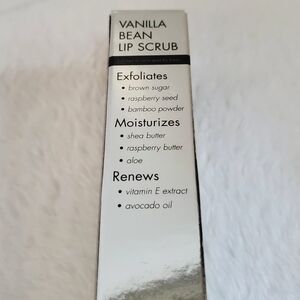 VANILLA
BEAN
LIP SCRUB
Exfoliates
• brown sugar
• raspberry seed
• bamboo powder
Moisturizes
• shea butter
• raspberry butter
• aloe
Renews
• vitamin E extract
• avocado oil